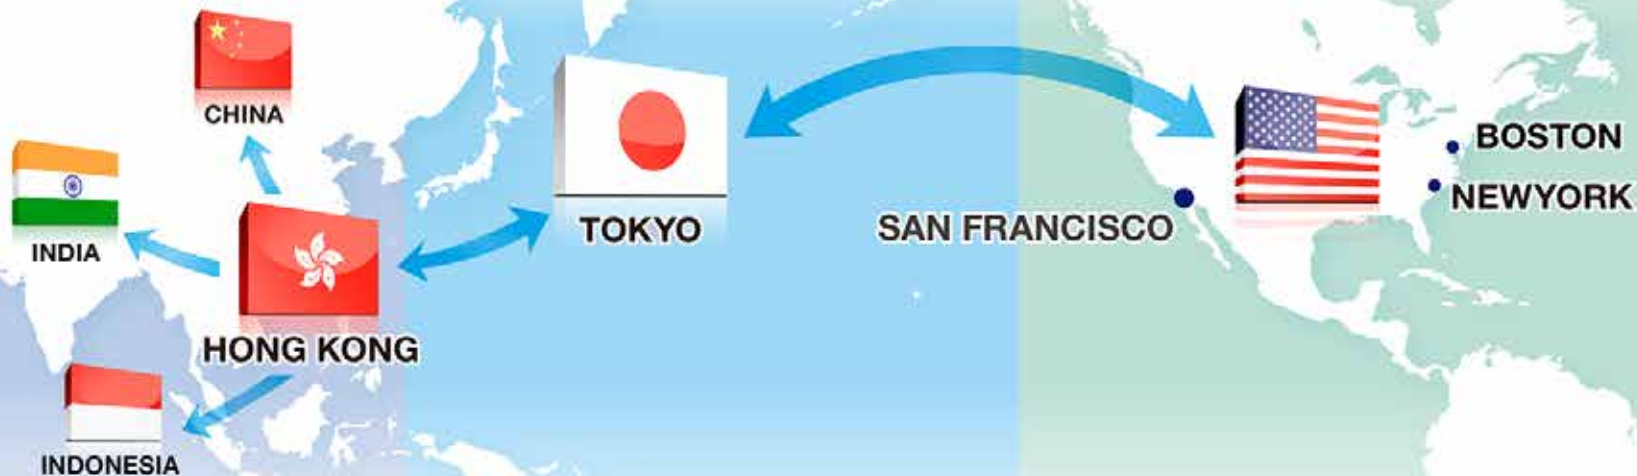 CHINA
INDIA
HONG KONG
INDONESIA
TOKYO
SAN FRANCISCO
BOSTON
NEWYORK